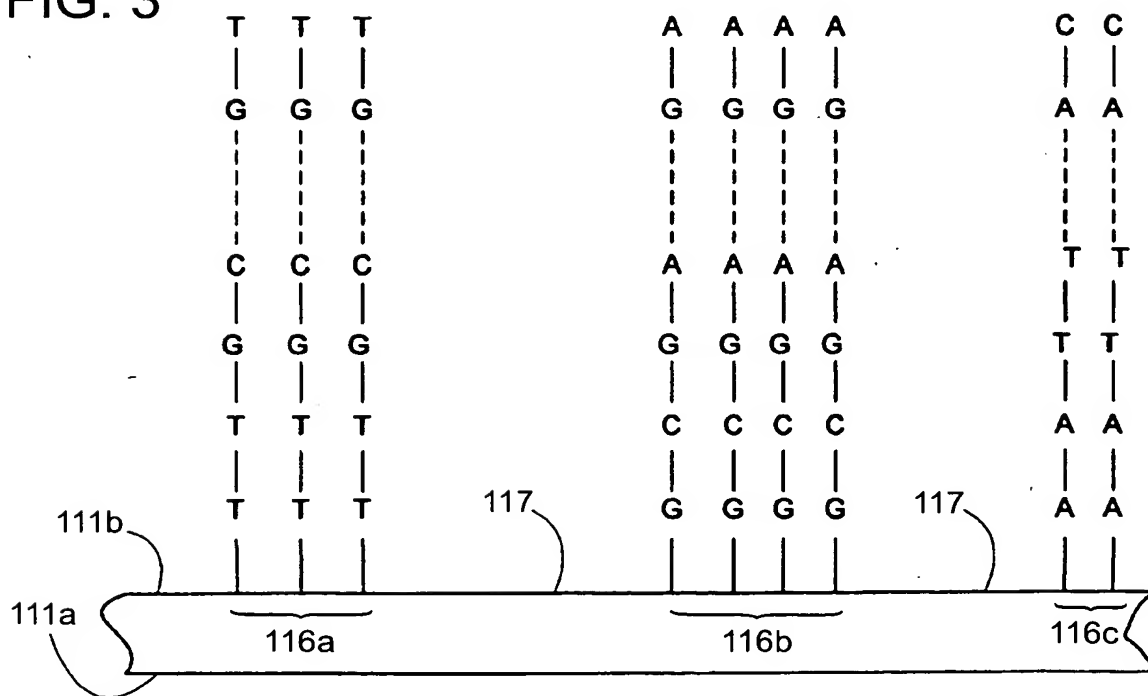 FIG. 3
T T T A A A A C C
G G G G G G G A A
C C C A A A A T T
G G G G G G G T T
T T T C C C C A A
T T T G G G G A A
111b 117 117
111a 116a 116b 116c